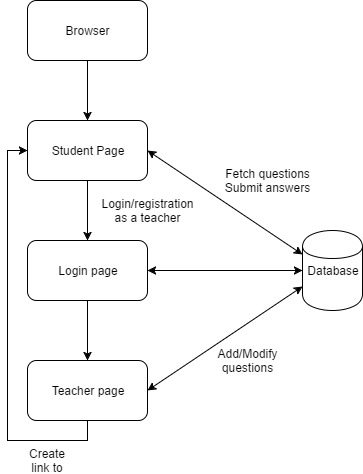 Browser
Student Page
Fetch questions
Submit answers
Login/registration
as a teacher
Login page
Database
Add/Modify
questions
Teacher page
Create
link to